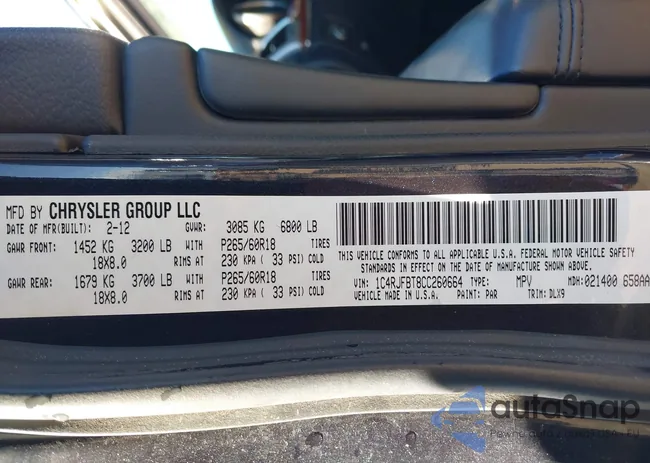 MFD BY CHRYSLER GROUP LLC
DATE OF MFR(BUILT): 2-12 GVWR: 3085 KG 6800 LB
GAWR FRONT: 1452 KG 3200 LB WITH P265/60R18 TIRES
18X8.0 RIMS AT 230 KPA ( 33 PSI) COLD
GAWR REAR: 1679 KG 3700 LB WITH P265/60R18 TIRES
18X8.0 RIMS AT 230 KPA ( 33 PSI) COLD
THIS VEHICLE CONFORMS TO ALL APPLICABLE U.S.A. FEDERAL MOTOR VEHICLE SAFETY
STANDARDS IN EFFECT ON THE DATE OF MANUFACTURE SHOWN ABOVE.
VIN: 1C4RJFBT8CC260664 TYPE: MPV MDH:021400 658AA
VEHICLE MADE IN U.S.A. PAINT: PAR TRIM: DLX9
autoSnap